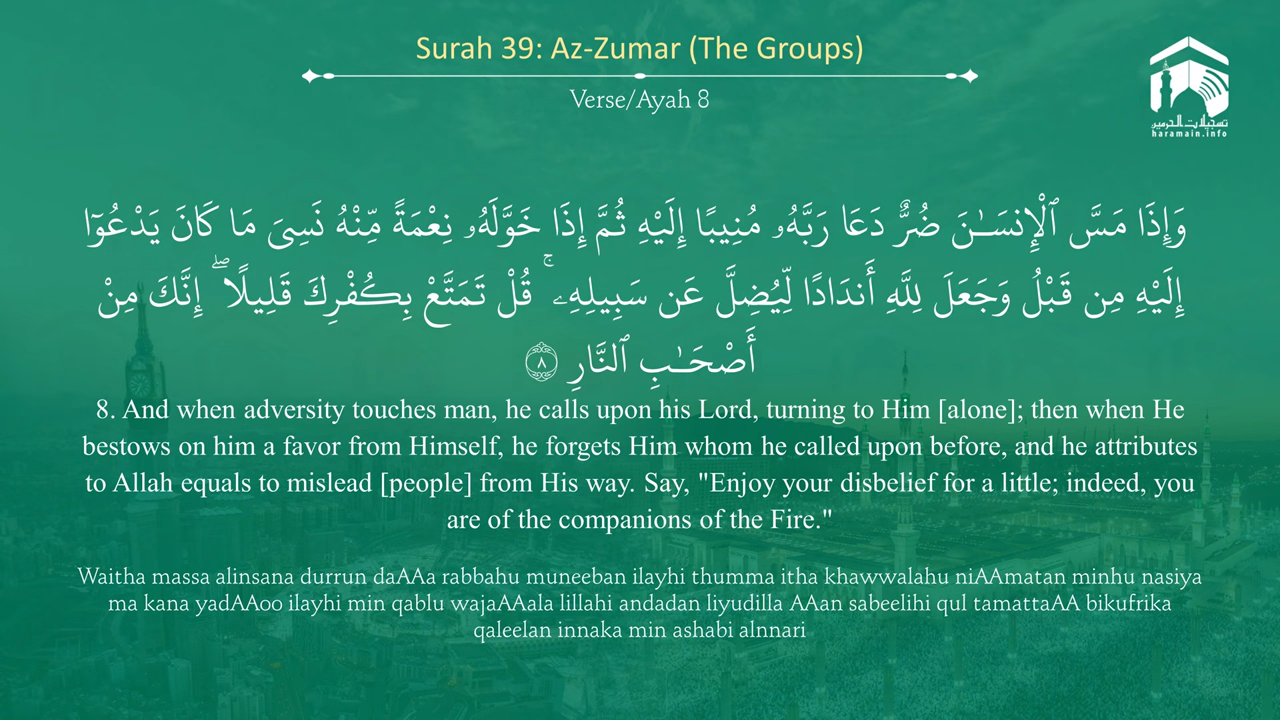 Surah 39: Az-Zumar (The Groups)
Verse/Ayah 8
تسجيلات الحرمين
haramain.info
وَإِذَا مَسَّ ٱلْإِنسَـٰنَ ضُرٌّ دَعَا رَبَّهُۥ مُنِيبًا إِلَيْهِ ثُمَّ إِذَا خَوَّلَهُۥ نِعْمَةً مِّنْهُ نَسِىَ مَا كَانَ يَدْعُوٓا۟
إِلَيْهِ مِن قَبْلُ وَجَعَلَ لِلَّهِ أَندَادًا لِّيُضِلَّ عَن سَبِيلِهِۦ ۚ قُلْ تَمَتَّعْ بِكُفْرِكَ قَلِيلًا ۖ إِنَّكَ مِنْ
أَصْحَـٰبِ ٱلنَّارِ ٨
8. And when adversity touches man, he calls upon his Lord, turning to Him [alone]; then when He
bestows on him a favor from Himself, he forgets Him whom he called upon before, and he attributes
to Allah equals to mislead [people] from His way. Say, "Enjoy your disbelief for a little; indeed, you
are of the companions of the Fire."
Waitha massa alinsana durrun daAAa rabbahu muneeban ilayhi thumma itha khawwalahu niAAmatan minhu nasiya
ma kana yadAAoo ilayhi min qablu wajaAAala lillahi andadan liyudilla AAan sabeelihi qul tamattaAA bikufrika
qaleelan innaka min ashabi alnnari